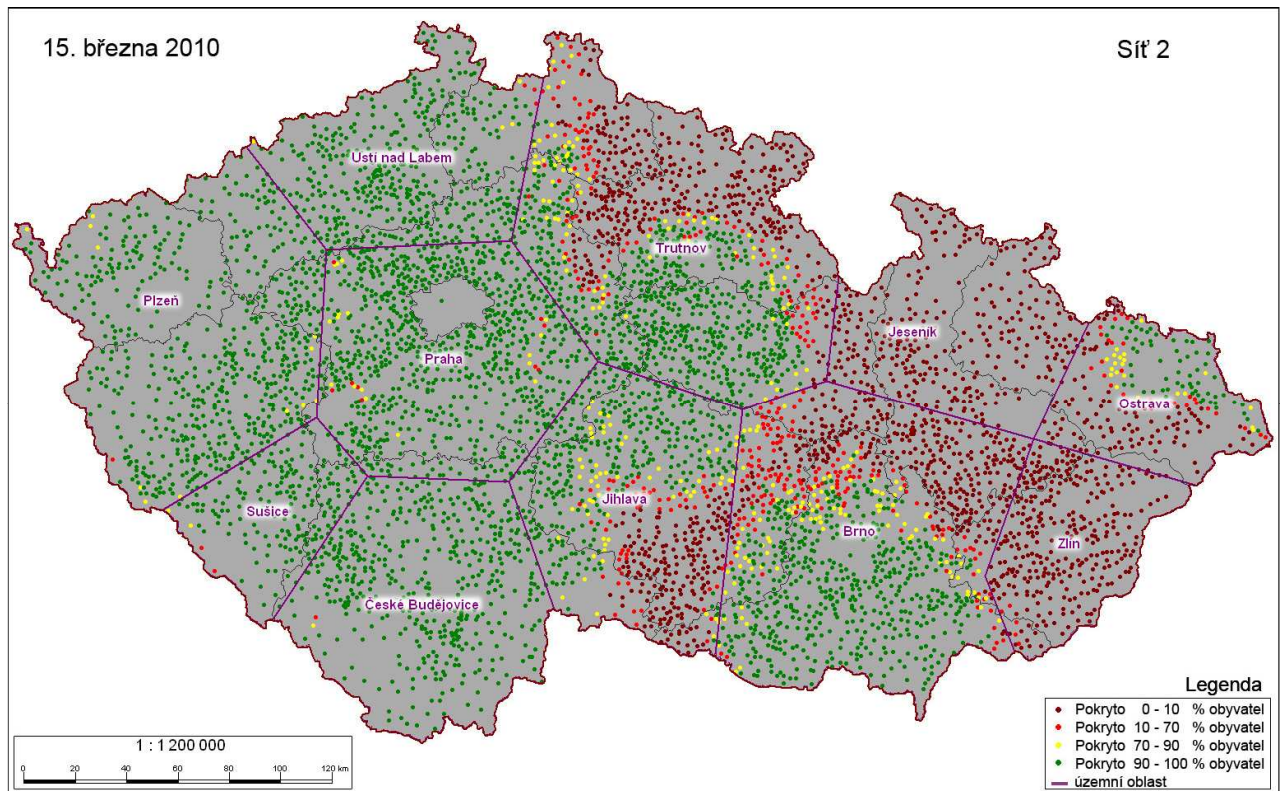 15. března 2010
Síť 2
Ústí nad Labem
Trutnov
Plzeň
Jeseník
Praha
Ostrava
Jihlava
Sušice
Brno
Zlín
České Budějovice
Legenda
Pokryto 0 - 10 % obyvatel
Pokryto 10 - 70 % obyvatel
Pokryto 70 - 90 % obyvatel
Pokryto 90 - 100 % obyvatel
územní oblast
1 : 1 200 000
0 20 40 60 80 100 120 km